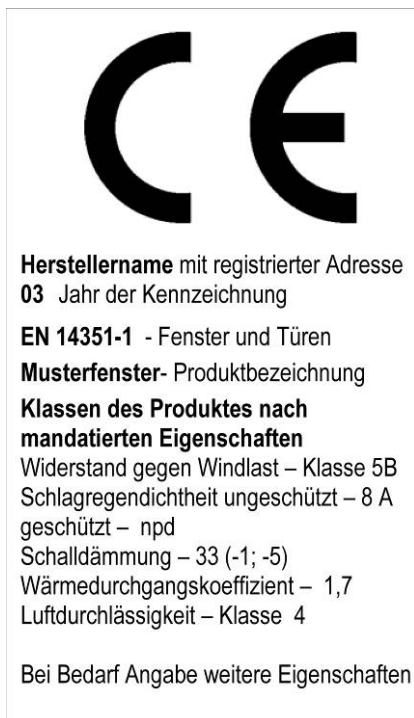 CE
Herstellername mit registrierter Adresse
03 Jahr der Kennzeichnung
EN 14351-1 - Fenster und Türen
Musterfenster- Produktbezeichnung
Klassen des Produktes nach
mandatierten Eigenschaften
Widerstand gegen Windlast – Klasse 5B
Schlagregendichtheit ungeschützt – 8 A
geschützt – npd
Schalldämmung – 33 (-1; -5)
Wärmedurchgangskoeffizient – 1,7
Luftdurchlässigkeit – Klasse 4
Bei Bedarf Angabe weitere Eigenschaften